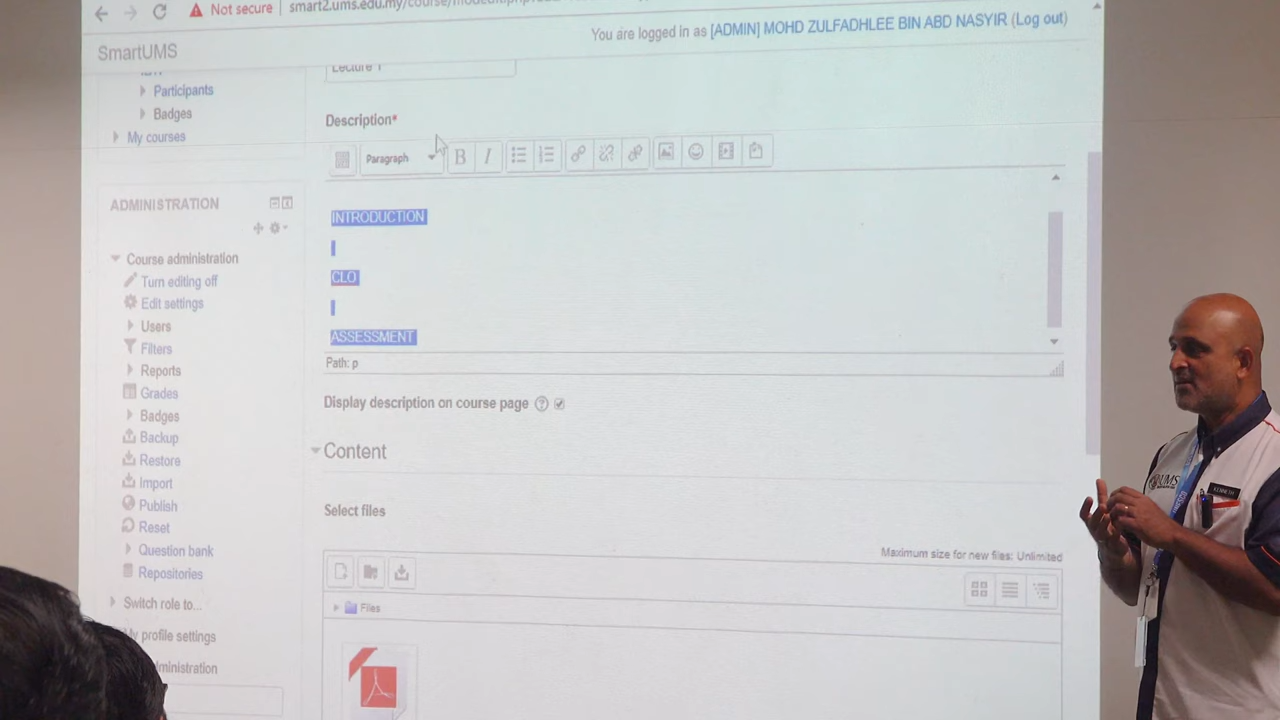 Not secure
smart2.ums.edu.my/course/
You are logged in as [ADMIN] MOHD ZULFADHLEE BIN ABD NASYIR (Log out)
SmartUMS
Participants
Badges
My courses
ADMINISTRATION
Course administration
Turn editing off
Edit settings
Users
Filters
Reports
Grades
Badges
Backup
Restore
Import
Publish
Reset
Question bank
Repositories
Switch role to...
My profile settings
Lecture 1
Description*
Paragraph
B I
INTRODUCTION
CLO
ASSESSMENT
Path: p
Display description on course page
Content
Select files
Maximum size for new files: Unlimited
Files
UMS
KENNETH